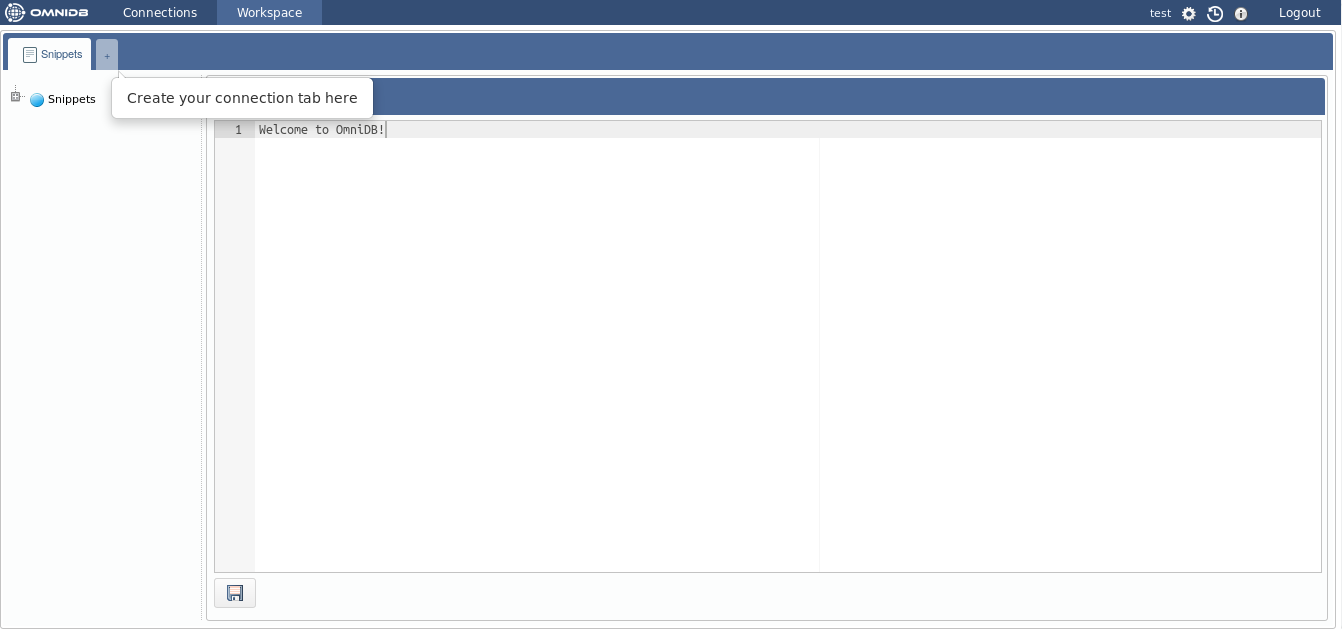 OMNIDB Connections Workspace test Logout
Snippets +
Snippets
Create your connection tab here
1 Welcome to OmniDB!